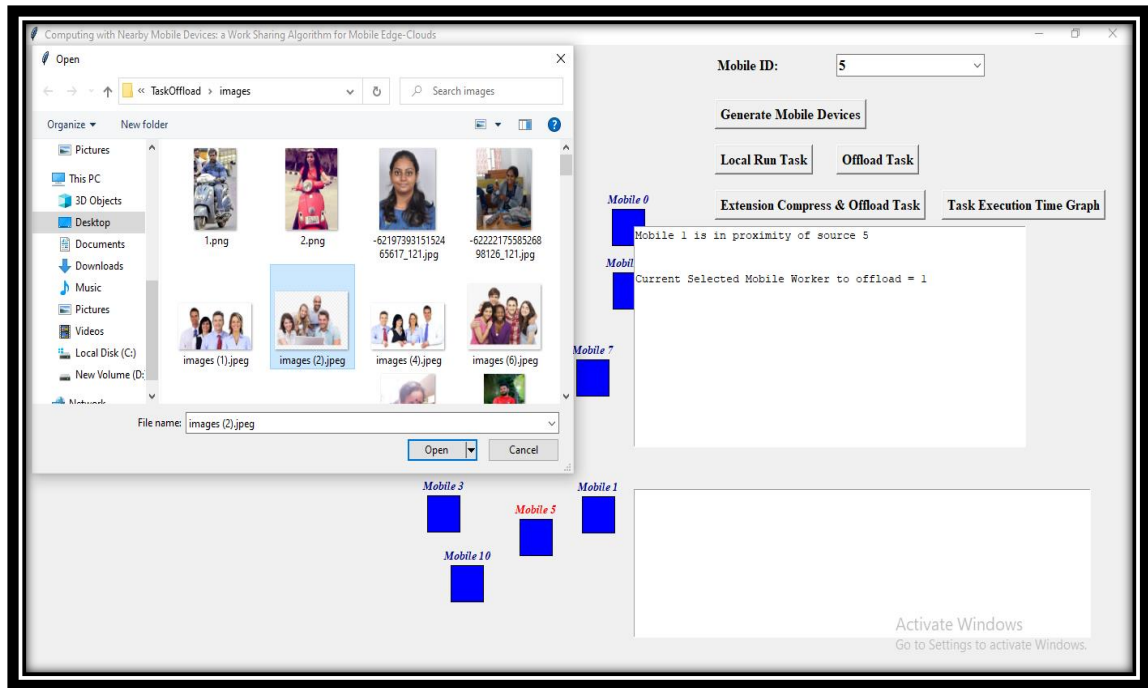 Computing with Nearby Mobile Devices: a Work Sharing Algorithm for Mobile Edge-Clouds
Open
« TaskOffload › images
Search images
Organize
New folder
Pictures
This PC
3D Objects
Desktop
Documents
Downloads
Music
Pictures
Videos
Local Disk (C:)
New Volume (D:
Network
1.png
2.png
-62197393151524
65617_121.jpg
-62222175585268
98126_121.jpg
images (1).jpeg
images (2).jpeg
images (4).jpeg
images (6).jpeg
File name: images (2).jpeg
Open
Cancel
Mobile ID: 5
Generate Mobile Devices
Local Run Task
Offload Task
Extension Compress & Offload Task
Task Execution Time Graph
Mobile 0
Mobil
Mobile 7
Mobile 1 is in proximity of source 5
Current Selected Mobile Worker to offload = 1
Mobile 3
Mobile 5
Mobile 1
Mobile 10
Activate Windows
Go to Settings to activate Windows.